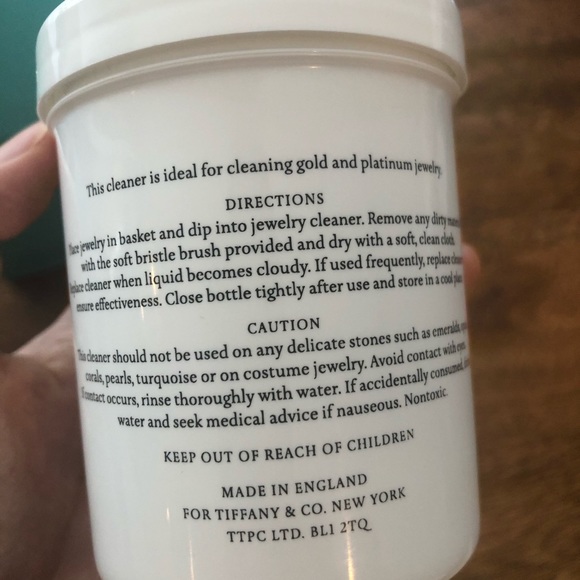 This cleaner is ideal for cleaning gold and platinum jewelry.
DIRECTIONS
Place jewelry in basket and dip into jewelry cleaner. Remove any dirty
with the soft bristle brush provided and dry with a soft, clean cloth.
Replace cleaner when liquid becomes cloudy. If used frequently, replace
ensure effectiveness. Close bottle tightly after use and store in a cool
CAUTION
This cleaner should not be used on any delicate stones such as emeralds,
corals, pearls, turquoise or on costume jewelry. Avoid contact with eyes.
If contact occurs, rinse thoroughly with water. If accidentally consumed,
water and seek medical advice if nauseous. Nontoxic.
KEEP OUT OF REACH OF CHILDREN
MADE IN ENGLAND
FOR TIFFANY & CO. NEW YORK
TTPC LTD. BL1 2TQ